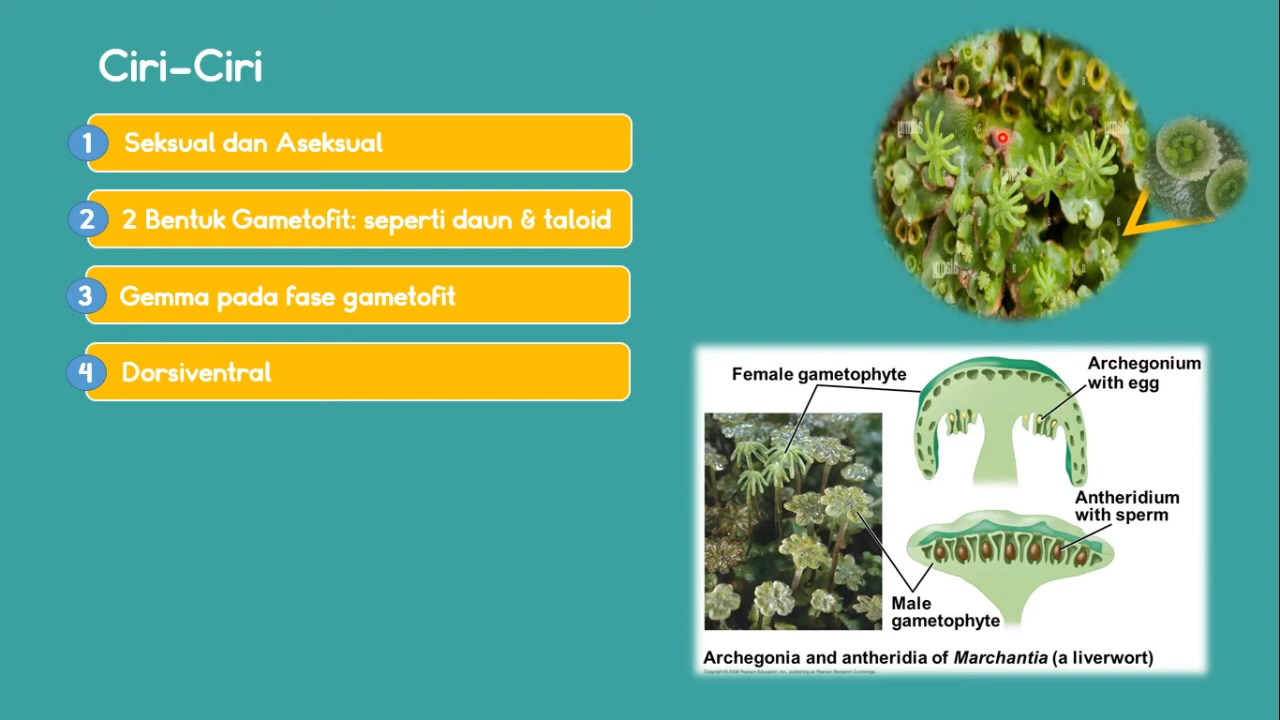 Ciri-Ciri
1 Seksual dan Aseksual
2 2 Bentuk Gametofit: seperti daun & taloid
3 Gemma pada fase gametofit
4 Dorsiventral
Female gametophyte
Archegonium
with egg
Antheridium
with sperm
Male
gametophyte
Archegonia and antheridia of Marchantia (a liverwort)